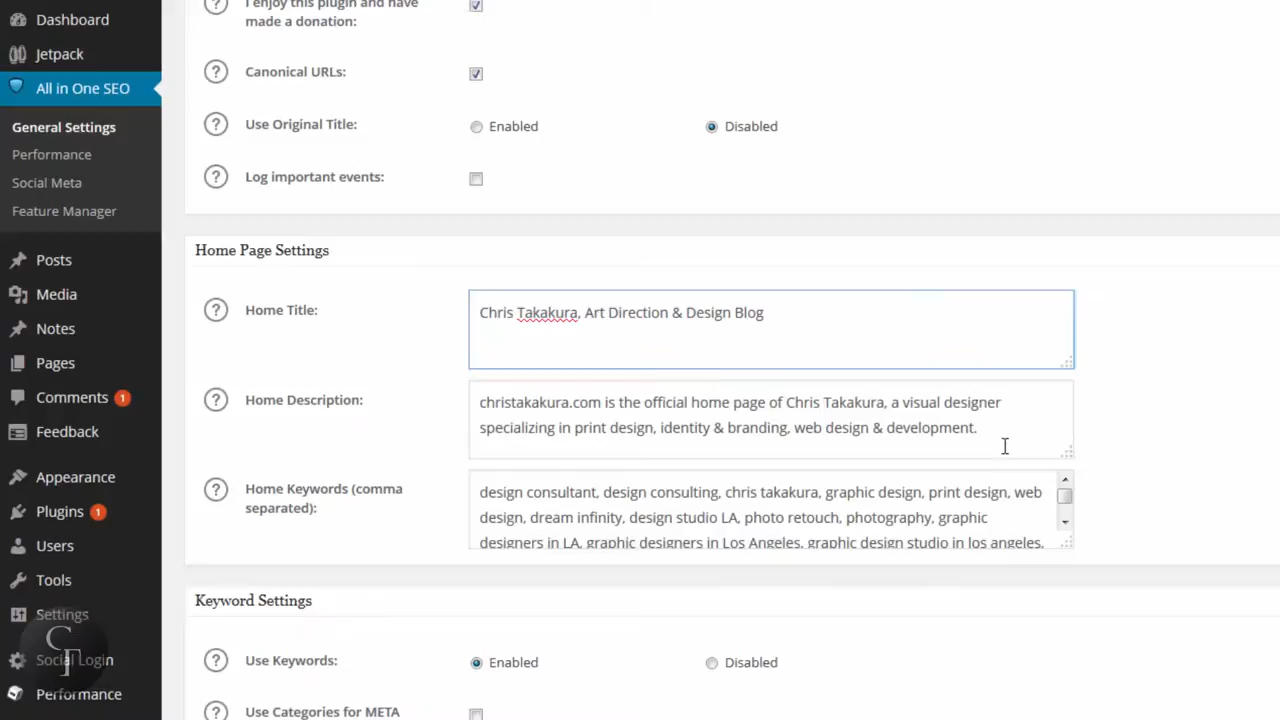 Dashboard
Jetpack
All in One SEO
General Settings
Performance
Social Meta
Feature Manager
Posts
Media
Notes
Pages
Comments 1
Feedback
Appearance
Plugins 1
Users
Tools
Settings
Social Login
Performance
I enjoy this plugin and have
made a donation:
Canonical URLs:
Use Original Title:
Enabled
Disabled
Log important events:
Home Page Settings
Home Title:
Chris Takakura, Art Direction & Design Blog
Home Description:
christakakura.com is the official home page of Chris Takakura, a visual designer
specializing in print design, identity & branding, web design & development.
Home Keywords (comma
separated):
design consultant, design consulting, chris takakura, graphic design, print design, web
design, dream infinity, design studio LA, photo retouch, photography, graphic
designers in LA, graphic designers in Los Angeles, graphic design studio in los angeles,
Keyword Settings
Use Keywords:
Enabled
Disabled
Use Categories for META